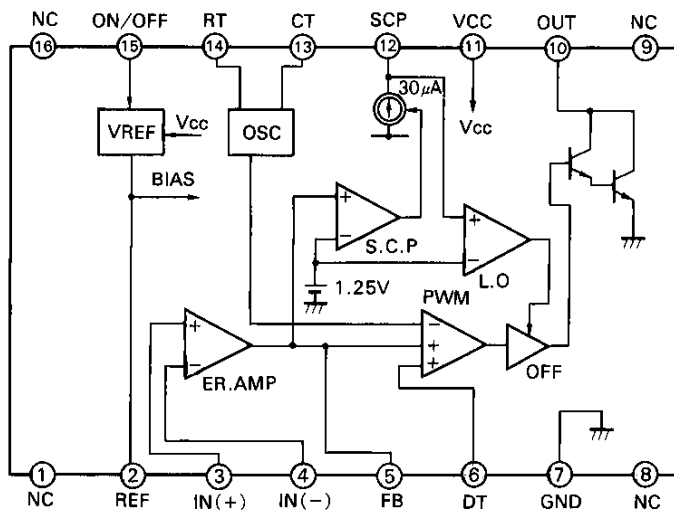 NC ON/OFF RT CT SCP VCC OUT NC
16 15 14 13 12 11 10 9
30μA
VREF Vcc OSC Vcc
BIAS
+
−
S.C.P
+
−
L.O
1.25V PWM
+
−
ER.AMP
−
+
+
OFF
1 2 3 4 5 6 7 8
NC REF IN(+) IN(−) FB DT GND NC